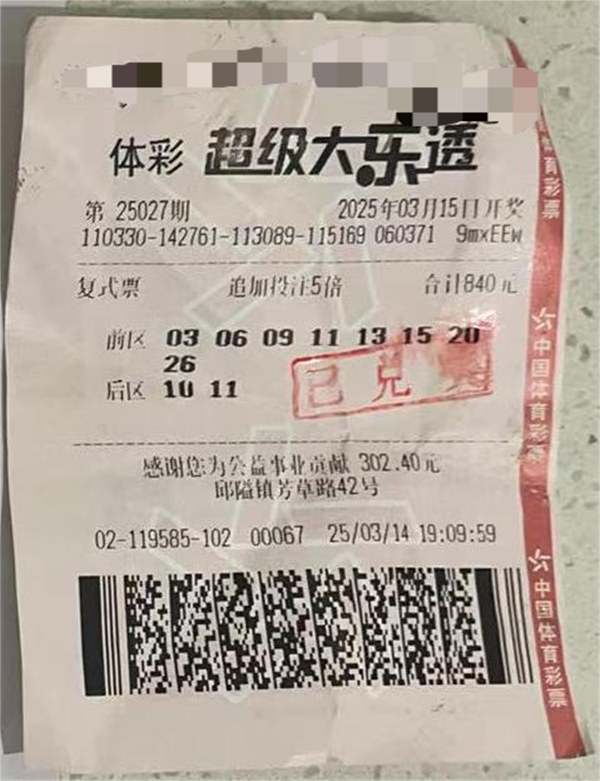 体彩 超级大乐透
第 25027期 2025年03月15日开奖
110330-142761-113089-115169 060371 9mxEEw
复式票 追加投注5倍 合计840元
前区 03 06 09 11 13 15 20
26
后区 10 11
已兑
感谢您为公益事业贡献 302.40元
邱隘镇芳草路42号
02-119585-102 00067 25/03/14 19:09:59
体育彩票
中国体育彩票
中国体育彩票